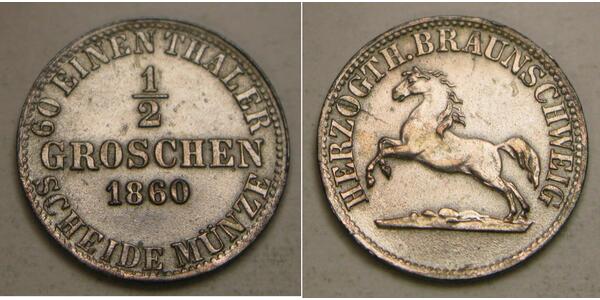 60 EINEN THALER
1/2
GROSCHEN
1860
SCHEIDE MÜNZE
HERZOGTH. BRAUNSCHWEIG